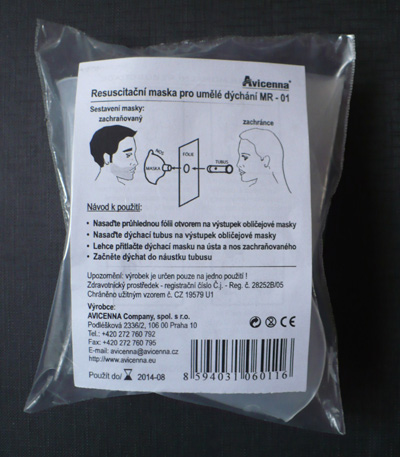 Avicenna®
Resuscitační maska pro umělé dýchání MR - 01
Sestavení masky:
zachraňovaný
zachránce
NOS
MASKA
FÓLIE
TUBUS
Návod k použití:
• Nasaďte průhlednou fólii otvorem na výstupek obličejové masky
• Nasaďte dýchací tubus na výstupek obličejové masky
• Lehce přitlačte dýchací masku na ústa a nos zachraňovaného
• Začněte dýchat do náustku tubusu
Upozornění: výrobek je určen pouze na jedno použití !
Zdravotnický prostředek - registrační číslo Č.j. - Reg. č. 28252B/05
Chráněno užitným vzorem č. CZ 19579 U1
Výrobce:
AVICENNA Company, spol. s r.o.
Podléšková 2336/2, 106 00 Praha 10
Tel.: +420 272 760 792
Fax: +420 272 760 795
E-mail: avicenna@avicenna.cz
http://www.avicenna.eu
Použít do/ 2014-08
2
CE
8 594031 060116